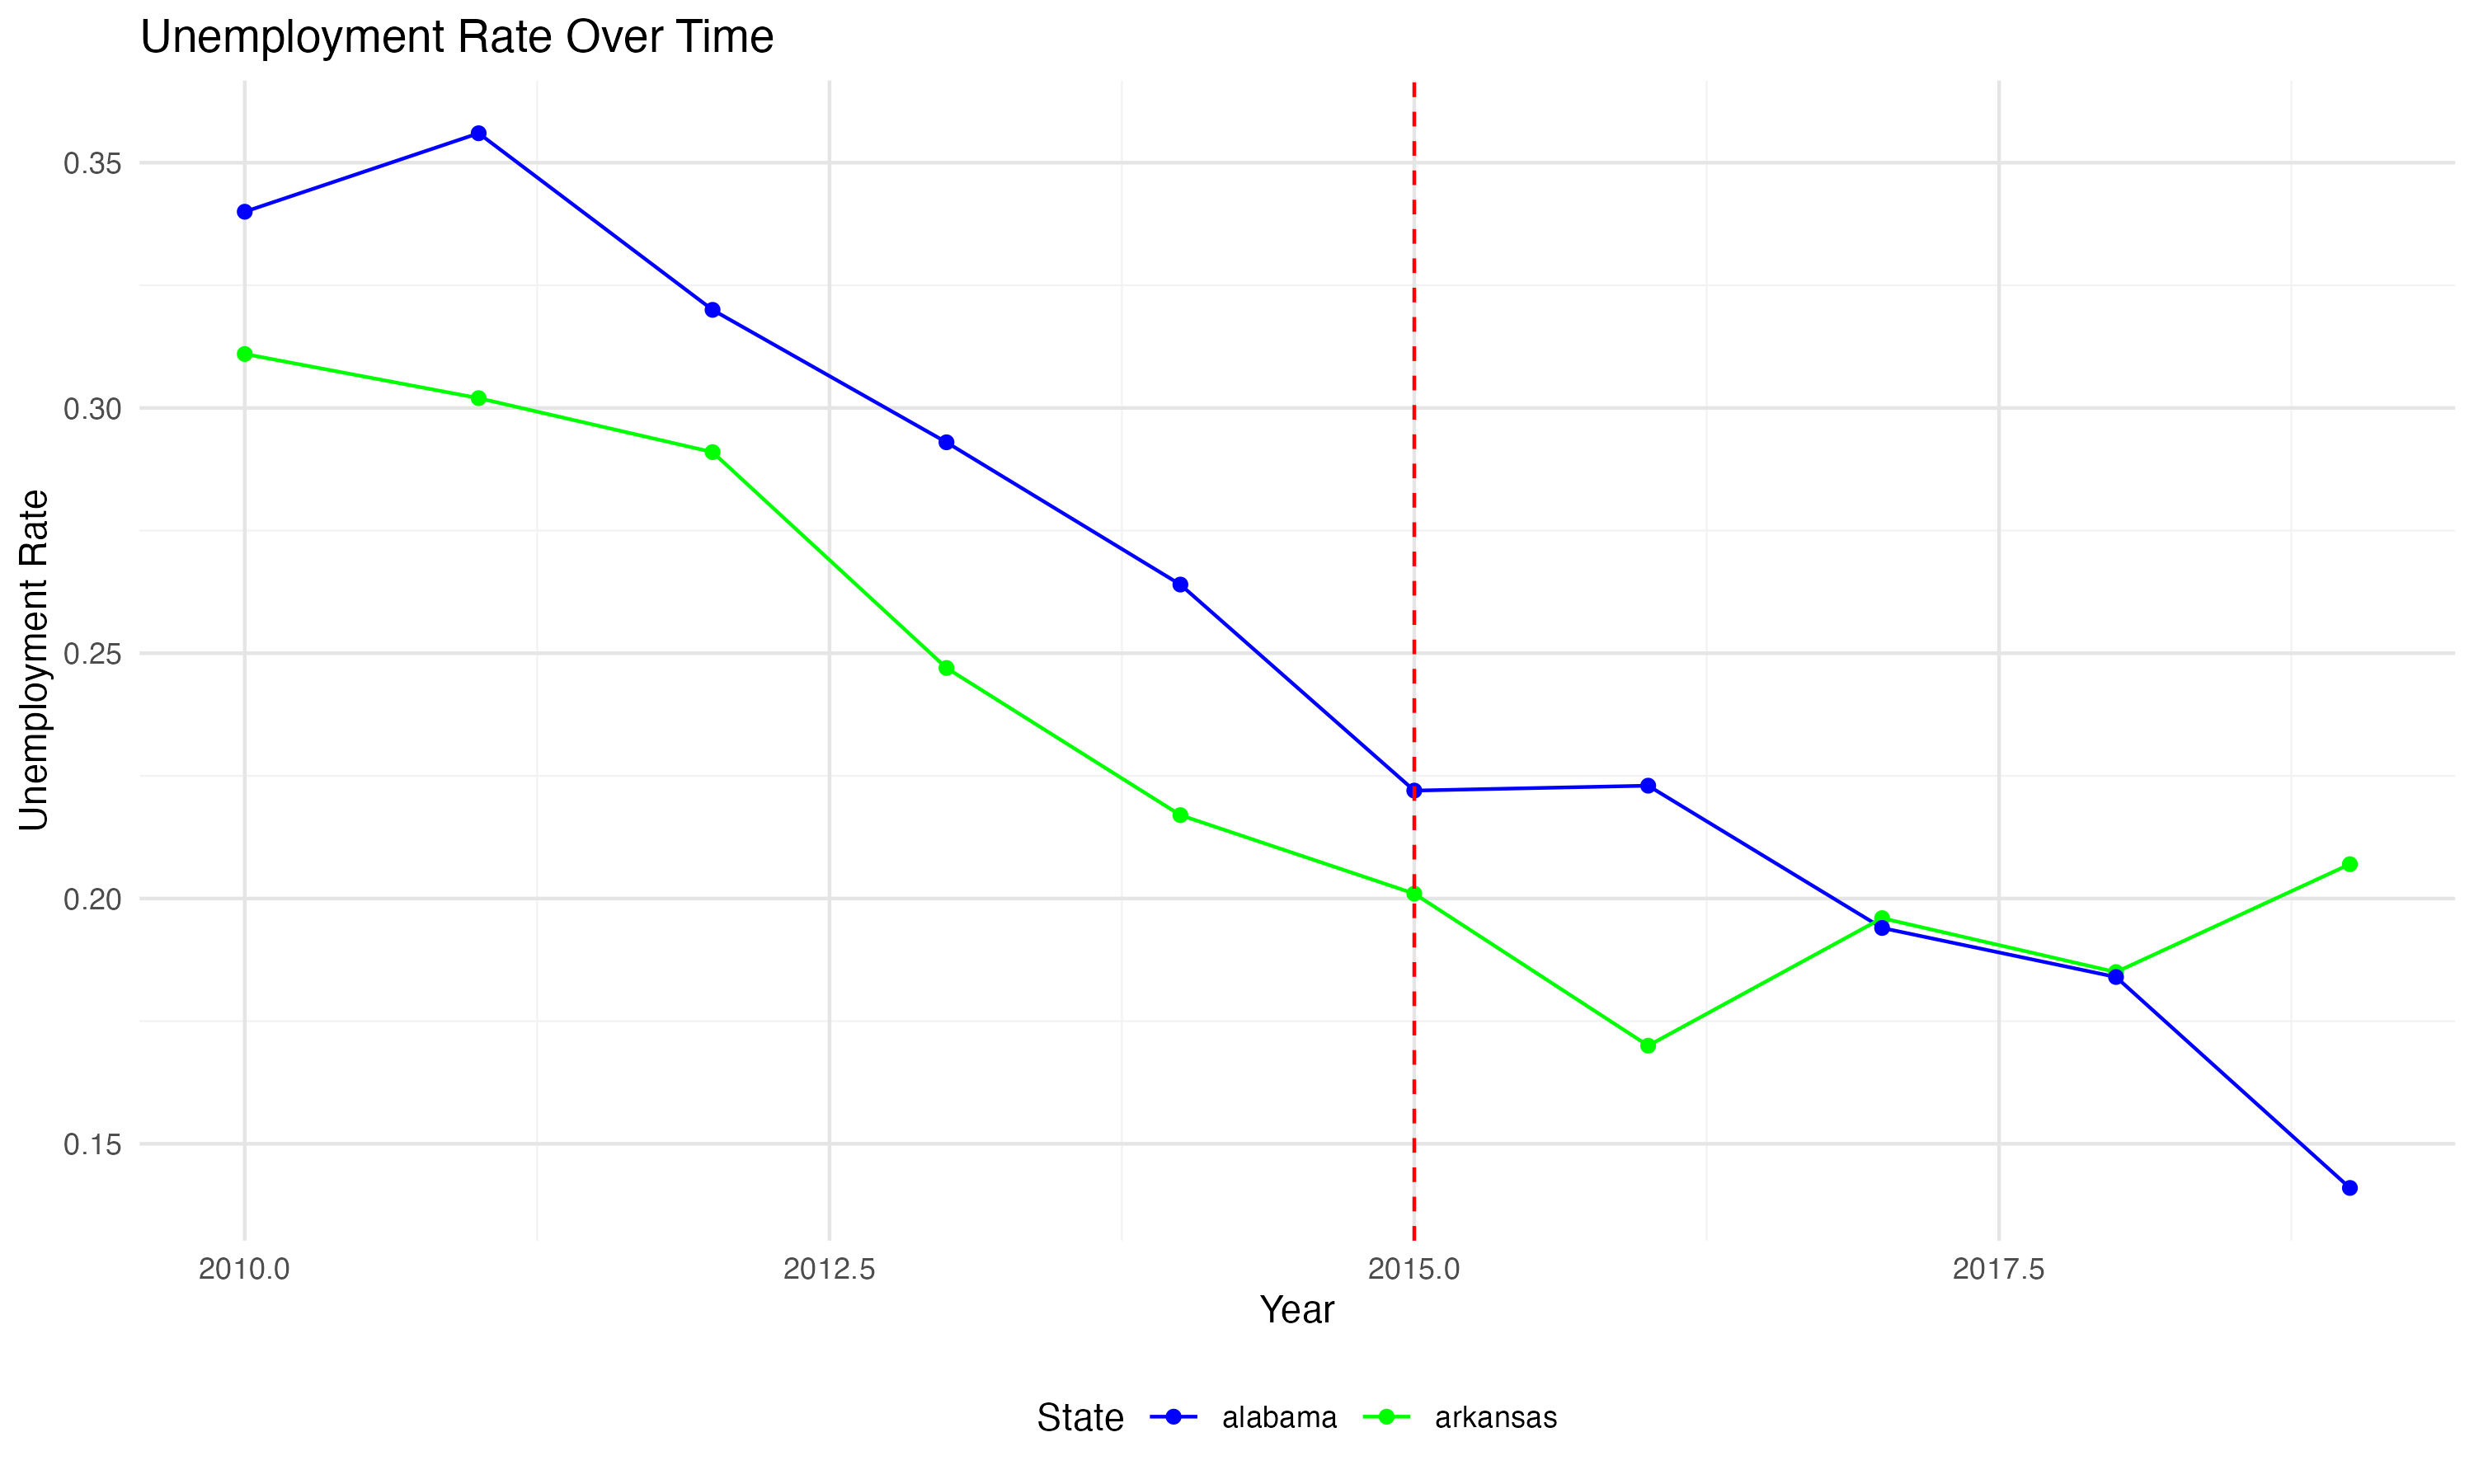 Unemployment Rate Over Time
Unemployment Rate
0.35
0.30
0.25
0.20
0.15
2010.0 2012.5 2015.0 2017.5
Year
State alabama arkansas